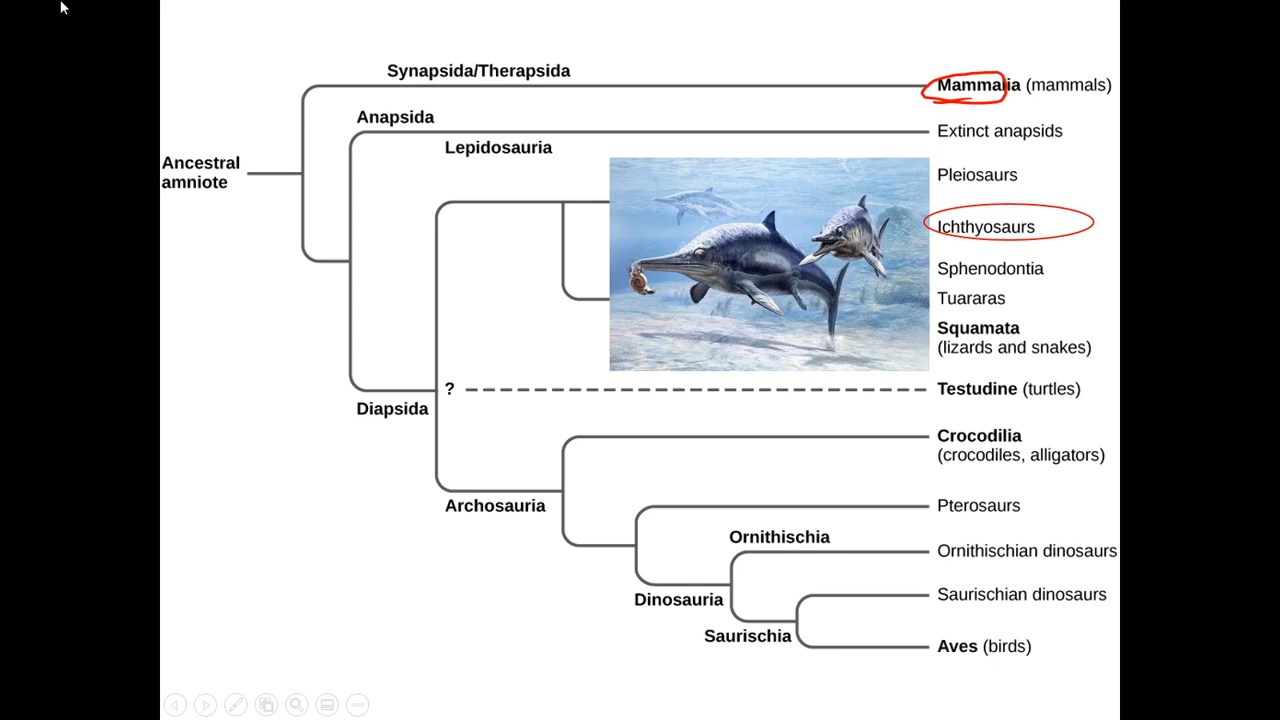 Synapsida/Therapsida
Mammalia (mammals)
Anapsida
Extinct anapsids
Lepidosauria
Ancestral
amniote
Pleiosaurs
Ichthyosaurs
Sphenodontia
Tuararas
Squamata
(lizards and snakes)
?
Testudine (turtles)
Diapsida
Crocodilia
(crocodiles, alligators)
Archosauria
Pterosaurs
Ornithischia
Ornithischian dinosaurs
Dinosauria
Saurischian dinosaurs
Saurischia
Aves (birds)